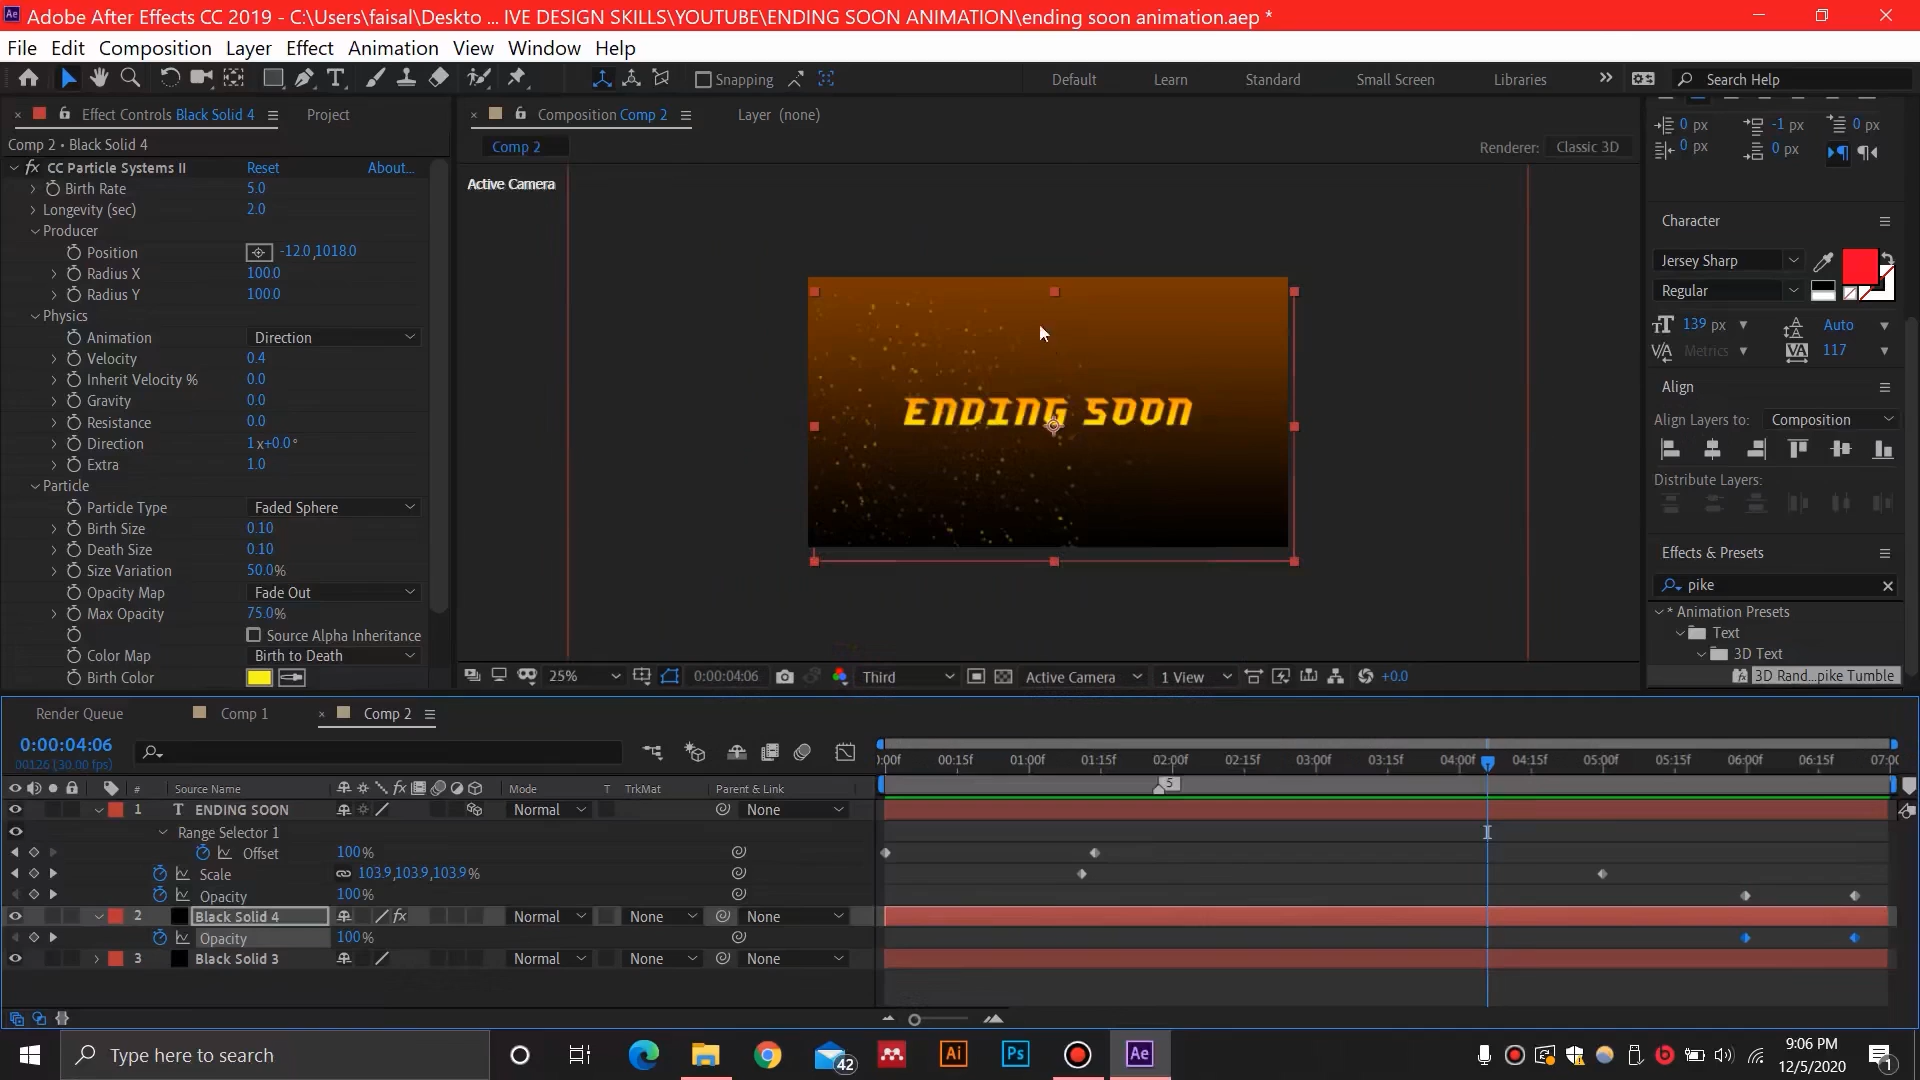 Adobe After Effects CC 2019 - C:\Users\faisal\Deskto ... IVE DESIGN SKILLS\YOUTUBE\ENDING SOON ANIMATION\ending soon animation.aep *
File Edit Composition Layer Effect Animation View Window Help
Snapping Default Learn Standard Small Screen Libraries Search Help
Effect Controls Black Solid 4 Project
Composition Comp 2 Layer (none)
Comp 2 • Black Solid 4
Comp 2 Renderer: Classic 3D
CC Particle Systems II Reset About...
Birth Rate 5.0
Longevity (sec) 2.0
Producer
Position -12.0,1018.0
Radius X 100.0
Radius Y 100.0
Physics
Animation Direction
Velocity 0.4
Inherit Velocity % 0.0
Gravity 0.0
Resistance 0.0
Direction 1x+0.0°
Extra 1.0
Particle
Particle Type Faded Sphere
Birth Size 0.10
Death Size 0.10
Size Variation 50.0%
Opacity Map Fade Out
Max Opacity 75.0%
Source Alpha Inheritance
Color Map Birth to Death
Birth Color
Active Camera
ENDING SOON
25% 0:00:04:06 Third Active Camera 1 View +0.0
0 px -1 px 0 px
0 px 0 px
Character
Jersey Sharp
Regular
139 px Auto
Metrics 117
Align
Align Layers to: Composition
Distribute Layers:
Effects & Presets
pike
* Animation Presets
Text
3D Text
3D Rand...pike Tumble
Render Queue Comp 1 Comp 2
0:00:04:06
00126 (30.00 fps)
:00f 00:15f 01:00f 01:15f 02:00f 02:15f 03:00f 03:15f 04:00f 04:15f 05:00f 05:15f 06:00f 06:15f 07:00
5
# Source Name Mode T TrkMat Parent & Link
1 T ENDING SOON Normal None
Range Selector 1
Offset 100%
Scale 103.9,103.9,103.9%
Opacity 100%
2 Black Solid 4 fx Normal None None
Opacity 100%
3 Black Solid 3 Normal None None
Type here to search
42
Ai Ps Ae
9:06 PM
12/5/2020
1